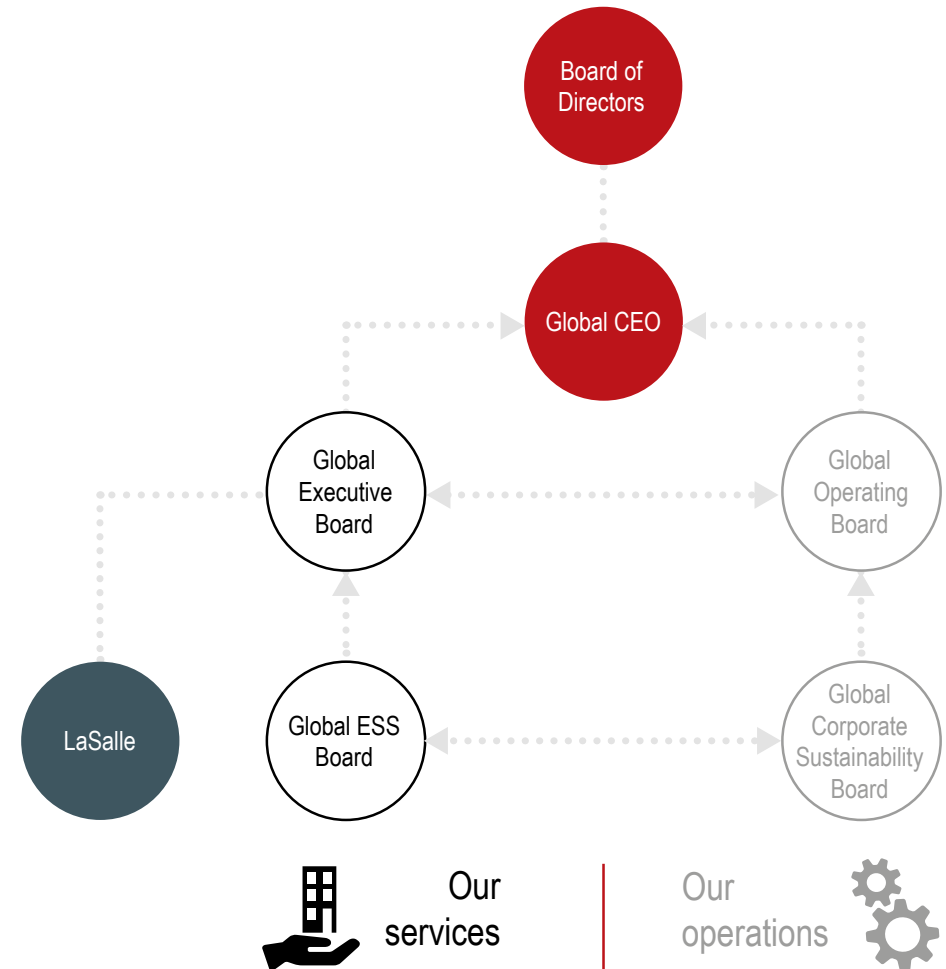 Board of
Directors
Global CEO
Global
Executive
Board
Global
Operating
Board
LaSalle
Global ESS
Board
Global
Corporate
Sustainability
Board
Our
services
Our
operations